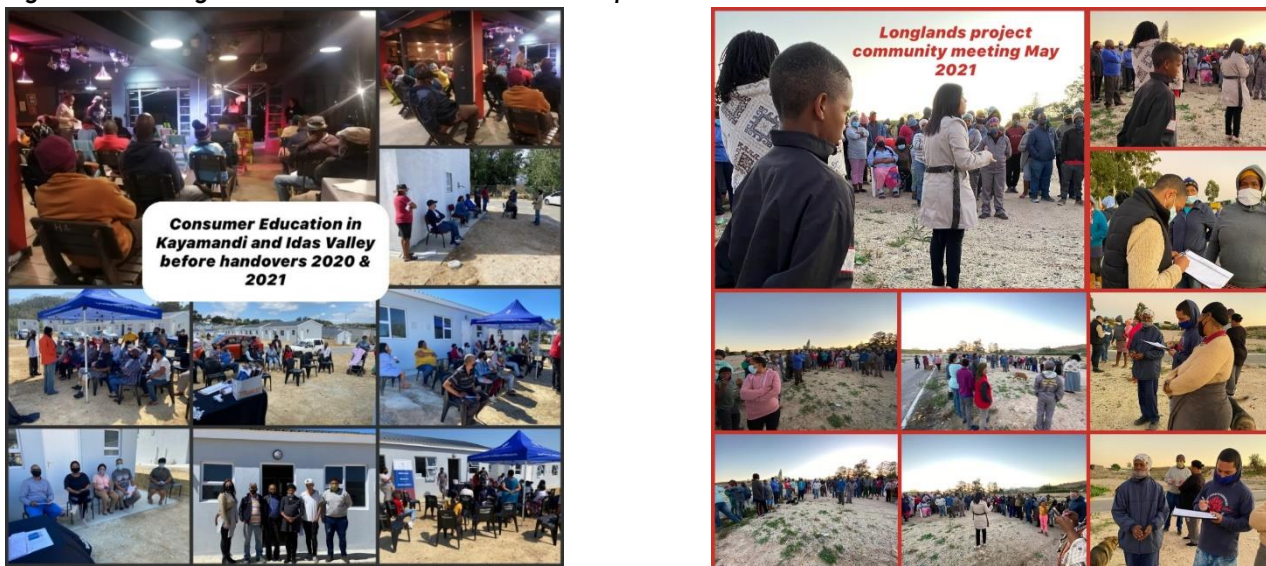 Consumer Education in
Kayamandi and Idas Valley
before handovers 2020 &
2021
Longlands project
community meeting May
2021